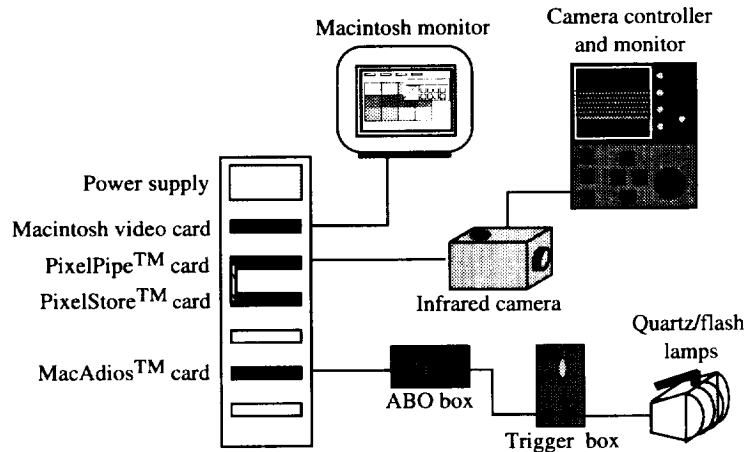 Macintosh monitor
Camera controller
and monitor
Power supply
Macintosh video card
PixelPipe™ card
PixelStore™ card
Infrared camera
Quartz/flash
lamps
MacAdios™ card
ABO box
Trigger box